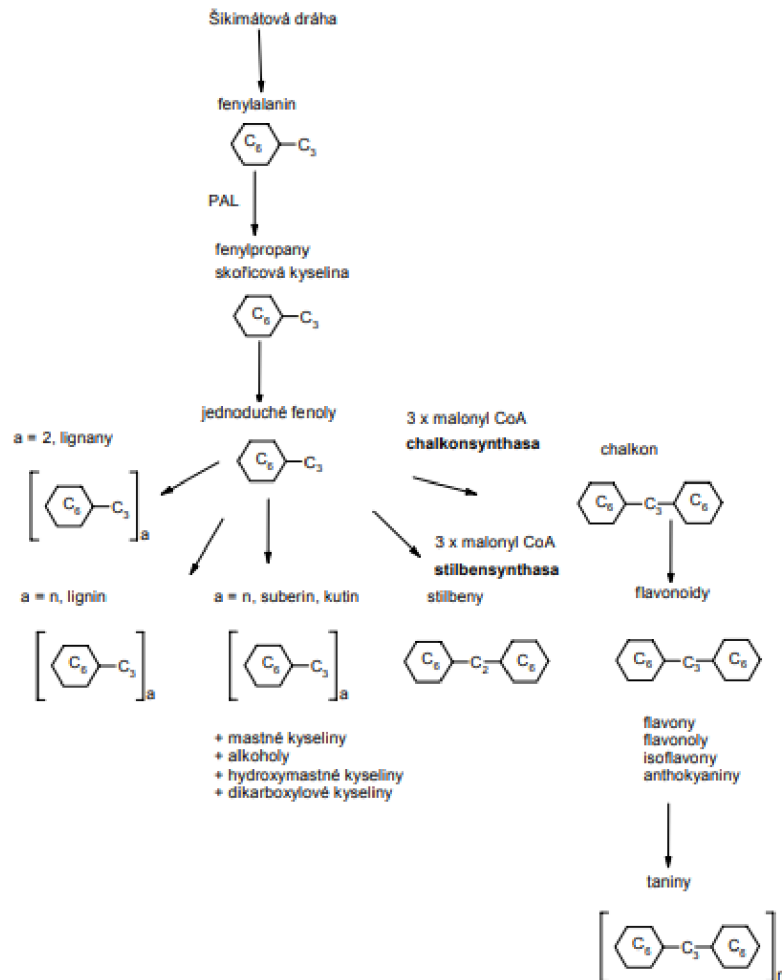 Šikimátová dráha
fenylalanin
C6 C3
PAL
fenylpropany
skořicová kyselina
C6 C3
jednoduché fenoly
C6 C3
a = 2, lignany
C6 C3 a
3 x malonyl CoA
chalkonsynthasa
chalkon
C6 C3 C6
3 x malonyl CoA
stilbensynthasa
stilbeny
C6 C2 C6
a = n, lignin
C6 C3 a
a = n, suberin, kutin
C6 C3 a
+ mastné kyseliny
+ alkoholy
+ hydroxymastné kyseliny
+ dikarboxylové kyseliny
flavonoidy
C6 C3 C6
flavony
flavonoly
isoflavony
anthokyaniny
taniny
C6 C3 C6